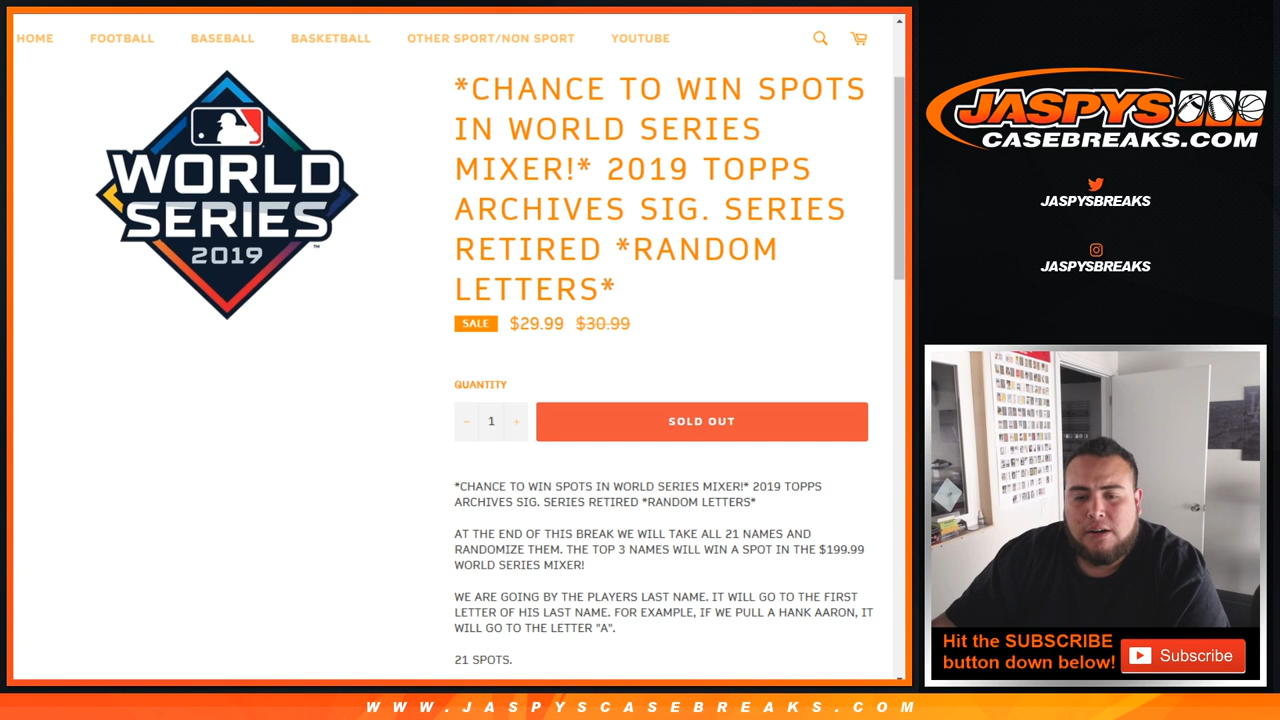 HOME FOOTBALL BASEBALL BASKETBALL OTHER SPORT/NON SPORT YOUTUBE
WORLD
SERIES
2019
TM
*CHANCE TO WIN SPOTS
IN WORLD SERIES
MIXER!* 2019 TOPPS
ARCHIVES SIG. SERIES
RETIRED *RANDOM
LETTERS*
SALE $29.99 $30.99
QUANTITY
− 1 +
SOLD OUT
*CHANCE TO WIN SPOTS IN WORLD SERIES MIXER!* 2019 TOPPS
ARCHIVES SIG. SERIES RETIRED *RANDOM LETTERS*
AT THE END OF THIS BREAK WE WILL TAKE ALL 21 NAMES AND
RANDOMIZE THEM. THE TOP 3 NAMES WILL WIN A SPOT IN THE $199.99
WORLD SERIES MIXER!
WE ARE GOING BY THE PLAYERS LAST NAME. IT WILL GO TO THE FIRST
LETTER OF HIS LAST NAME. FOR EXAMPLE, IF WE PULL A HANK AARON, IT
WILL GO TO THE LETTER "A".
21 SPOTS.
JASPYS
CASEBREAKS.COM
JASPYSBREAKS
JASPYSBREAKS
Hit the SUBSCRIBE
button down below!
Subscribe
WWW.JASPYSCASEBREAKS.COM